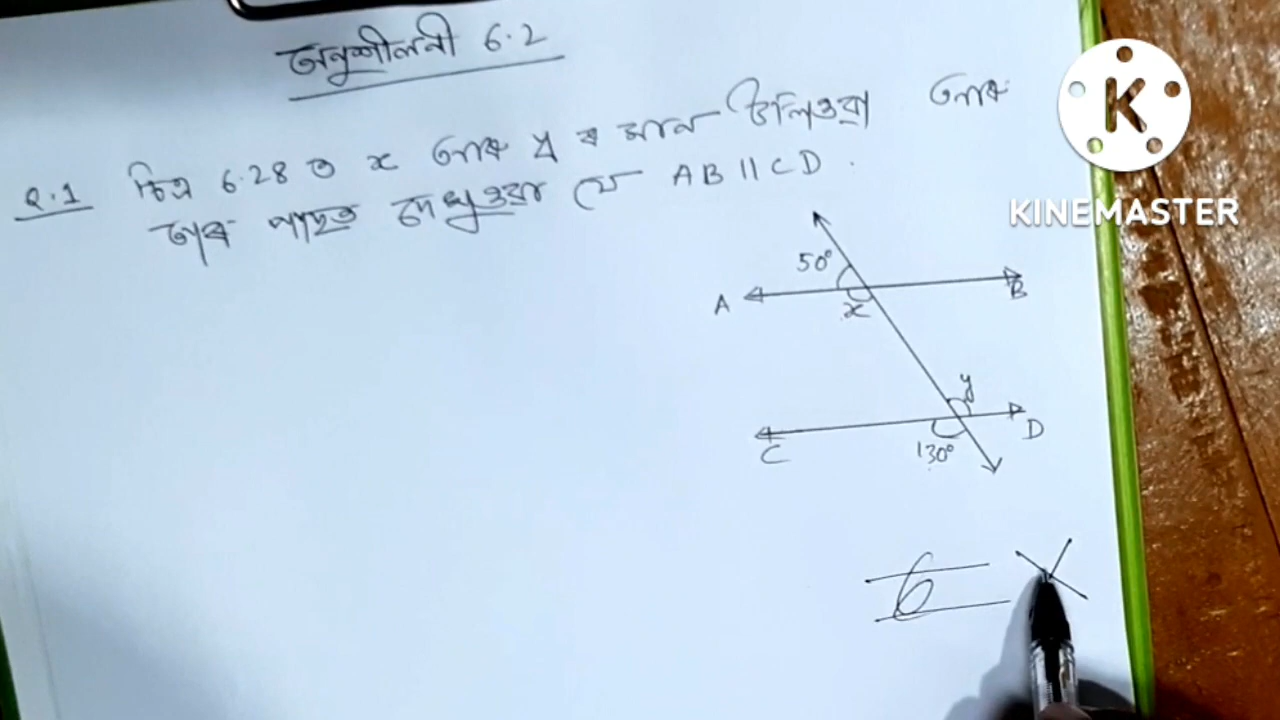 অনুশীলনী 6.2
Q.1 চিত্ৰ 6.28 ত x আৰু y ৰ মান উলিওৱা আৰু
তাৰ পাছত দেখুওৱা যে AB || CD.
50°
A
B
x
y
C
D
130°
K
KINEMASTER